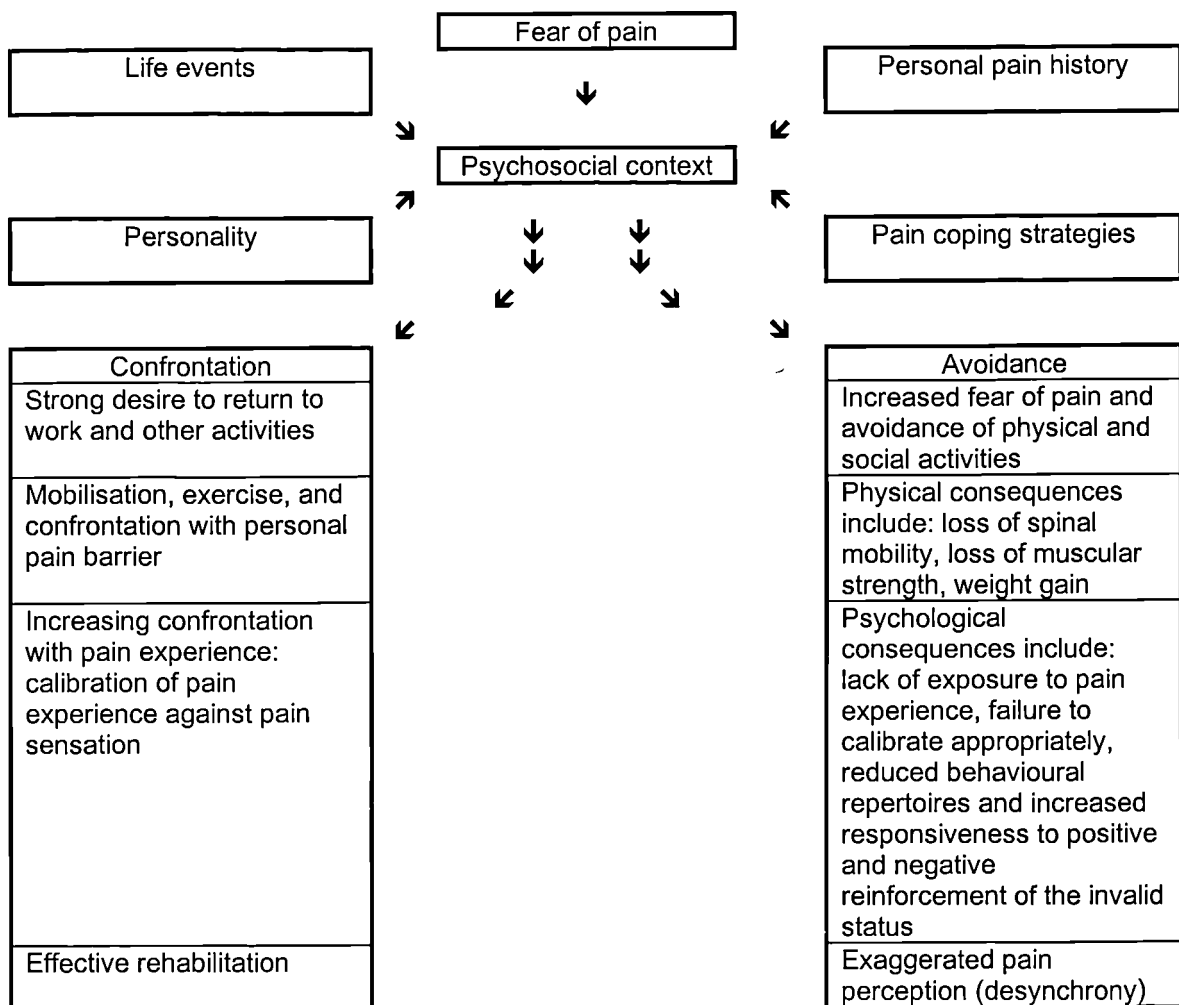 Fear of pain
Life events
Personal pain history
Psychosocial context
Personality
Pain coping strategies
Confrontation
Strong desire to return to
work and other activities
Mobilisation, exercise, and
confrontation with personal
pain barrier
Increasing confrontation
with pain experience:
calibration of pain
experience against pain
sensation
Effective rehabilitation
Avoidance
Increased fear of pain and
avoidance of physical and
social activities
Physical consequences
include: loss of spinal
mobility, loss of muscular
strength, weight gain
Psychological
consequences include:
lack of exposure to pain
experience, failure to
calibrate appropriately,
reduced behavioural
repertoires and increased
responsiveness to positive
and negative
reinforcement of the invalid
status
Exaggerated pain
perception (desynchrony)